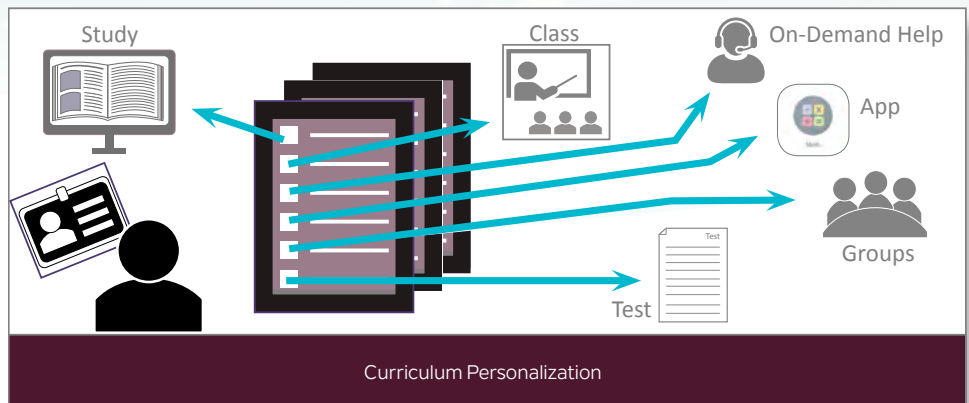 Study
Class
On-Demand Help
App
Groups
Test
Test
Curriculum Personalization